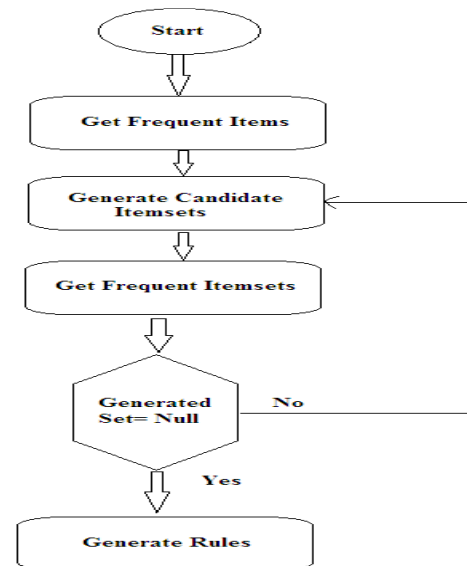 Start
Get Frequent Items
Generate Candidate
Itemsets
Get Frequent Itemsets
Generated
Set= Null
No
Yes
Generate Rules